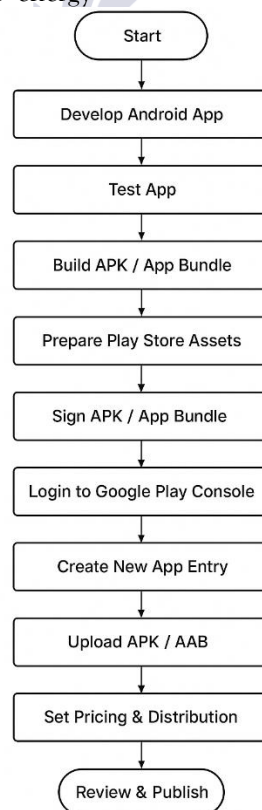 energy
Start
Develop Android App
Test App
Build APK / App Bundle
Prepare Play Store Assets
Sign APK / App Bundle
Login to Google Play Console
Create New App Entry
Upload APK / AAB
Set Pricing & Distribution
Review & Publish